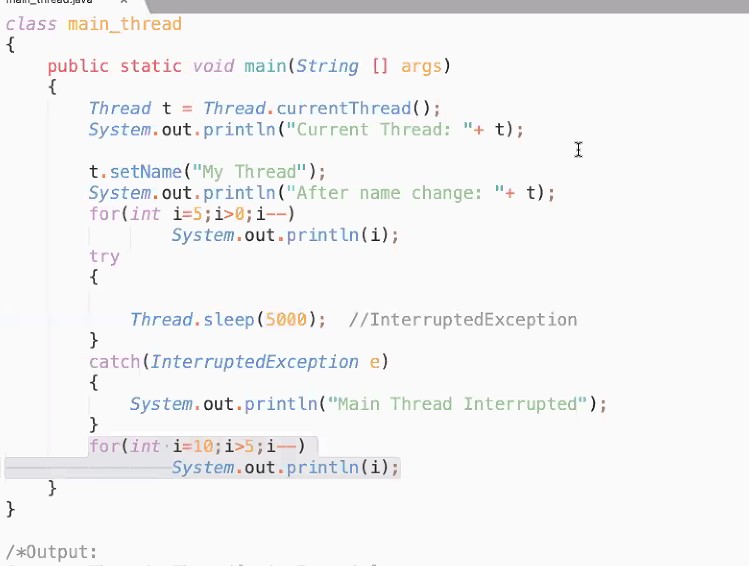 main_thread.java ×
class main_thread
{
public static void main(String [] args)
{
Thread t = Thread.currentThread();
System.out.println("Current Thread: "+ t);
t.setName("My Thread");
System.out.println("After name change: "+ t);
for(int i=5;i>0;i--)
System.out.println(i);
try
{
Thread.sleep(5000); //InterruptedException
}
catch(InterruptedException e)
{
System.out.println("Main Thread Interrupted");
}
for(int i=10;i>5;i--)
System.out.println(i);
}
}
/*Output: